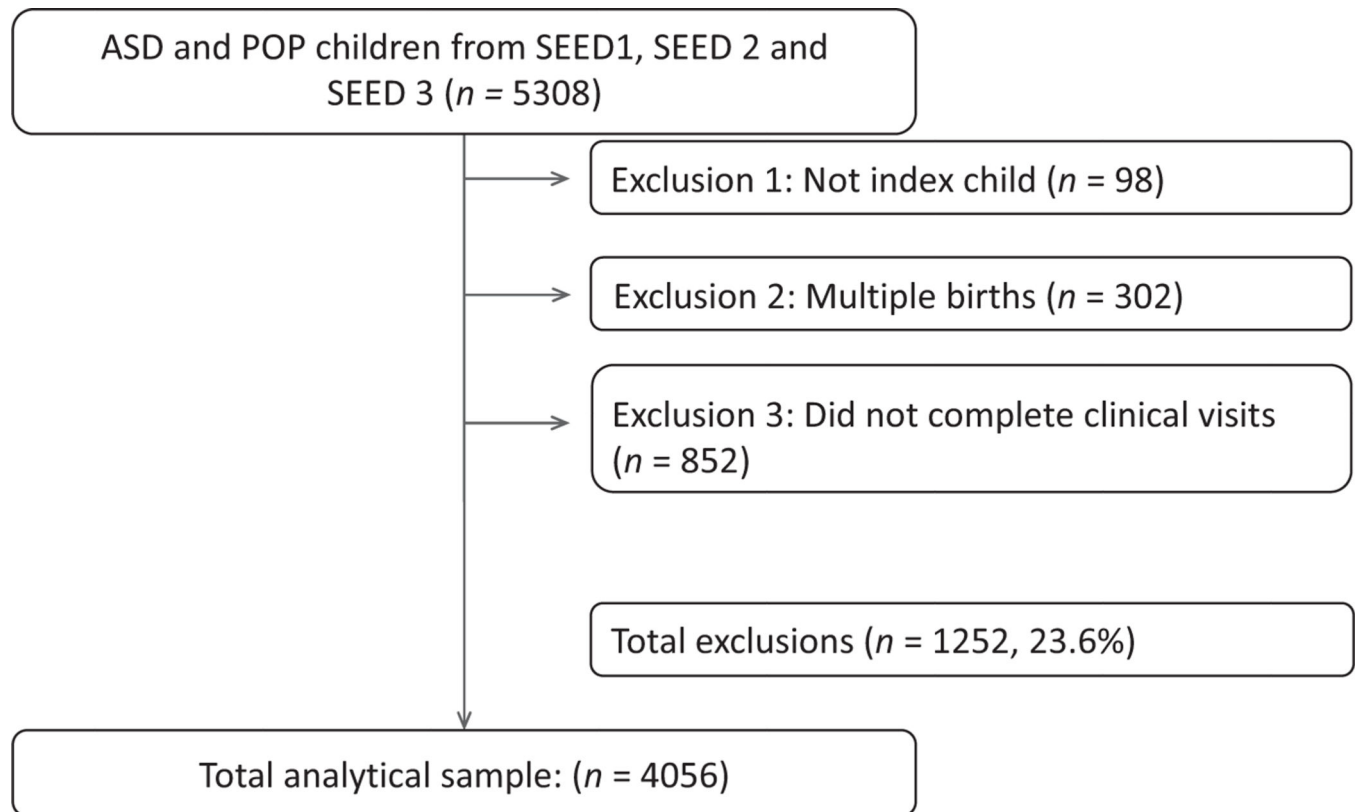 ASD and POP children from SEED1, SEED 2 and
SEED 3 (n = 5308)
Exclusion 1: Not index child (n = 98)
Exclusion 2: Multiple births (n = 302)
Exclusion 3: Did not complete clinical visits
(n = 852)
Total exclusions (n = 1252, 23.6%)
Total analytical sample: (n = 4056)